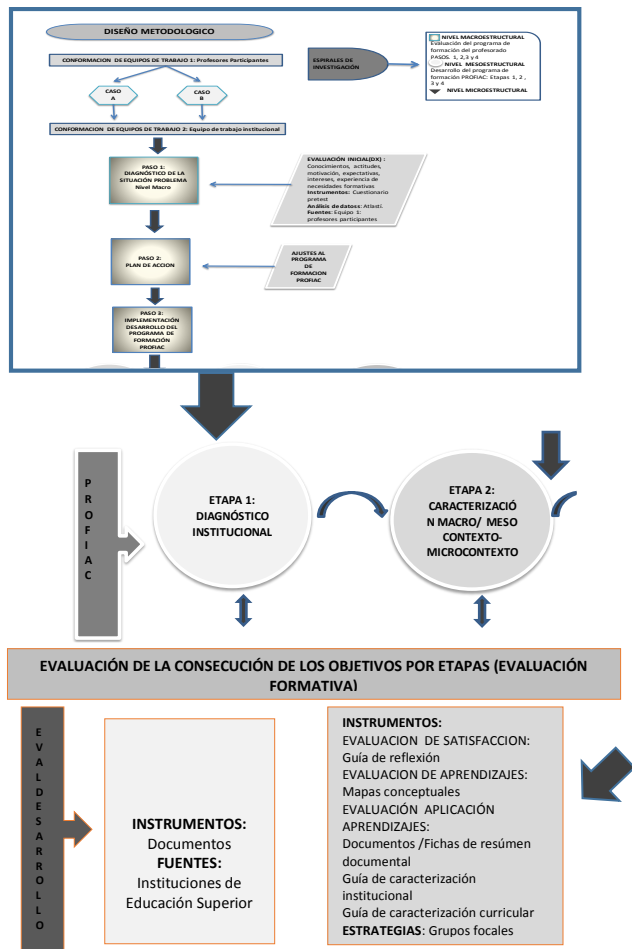 DISEÑO METODOLOGICO
CONFORMACION DE EQUIPOS DE TRABAJO 1: Profesores Participantes
CASO
A
CASO
B
CONFORMACION DE EQUIPOS DE TRABAJO 2: Equipo de trabajo institucional
ESPIRALES DE
INVESTIGACIÓN
NIVEL MACROESTRUCTURAL
Evaluación del programa de
formación del profesorado
PASOS. 1, 2,3 y 4
NIVEL MESOESTRUCTURAL
Desarrollo del programa de
formación PROFIAC: Etapas 1, 2 ,
3 y 4
NIVEL MICROESTRUCTURAL
PASO 1:
DIAGNÓSTICO DE LA
SITUACIÓN PROBLEMA
Nivel Macro
EVALUACIÓN INICIAL(DX) :
Conocimientos, actitudes,
motivación, expectativas,
intereses, experiencia de
necesidades formativas
Instrumentos: Cuestionario
pretest
Análisis de datoss: Atlastí.
Fuentes: Equipo 1:
profesores participantes
PASO 2:
PLAN DE ACCION
AJUSTES AL
PROGRAMA
DE
FORMACION
PROFIAC
PASO 3:
IMPLEMENTACIÓN
DESARROLLO DEL
PROGRAMA DE
FORMACIÓN
PROFIAC
P
R
O
F
I
A
C
ETAPA 1:
DIAGNÓSTICO
INSTITUCIONAL
ETAPA 2:
CARACTERIZACIÓ
N MACRO/ MESO
CONTEXTO-
MICROCONTEXTO
EVALUACIÓN DE LA CONSECUCIÓN DE LOS OBJETIVOS POR ETAPAS (EVALUACIÓN
FORMATIVA)
E
V
A
L
D
E
S
A
R
R
O
L
L
O
INSTRUMENTOS:
Documentos
FUENTES:
Instituciones de
Educación Superior
INSTRUMENTOS:
EVALUACION DE SATISFACCION:
Guía de reflexión
EVALUACION DE APRENDIZAJES:
Mapas conceptuales
EVALUACIÓN APLICACIÓN
APRENDIZAJES:
Documentos /Fichas de resúmen
documental
Guía de caracterización
institucional
Guía de caracterización curricular
ESTRATEGIAS: Grupos focales